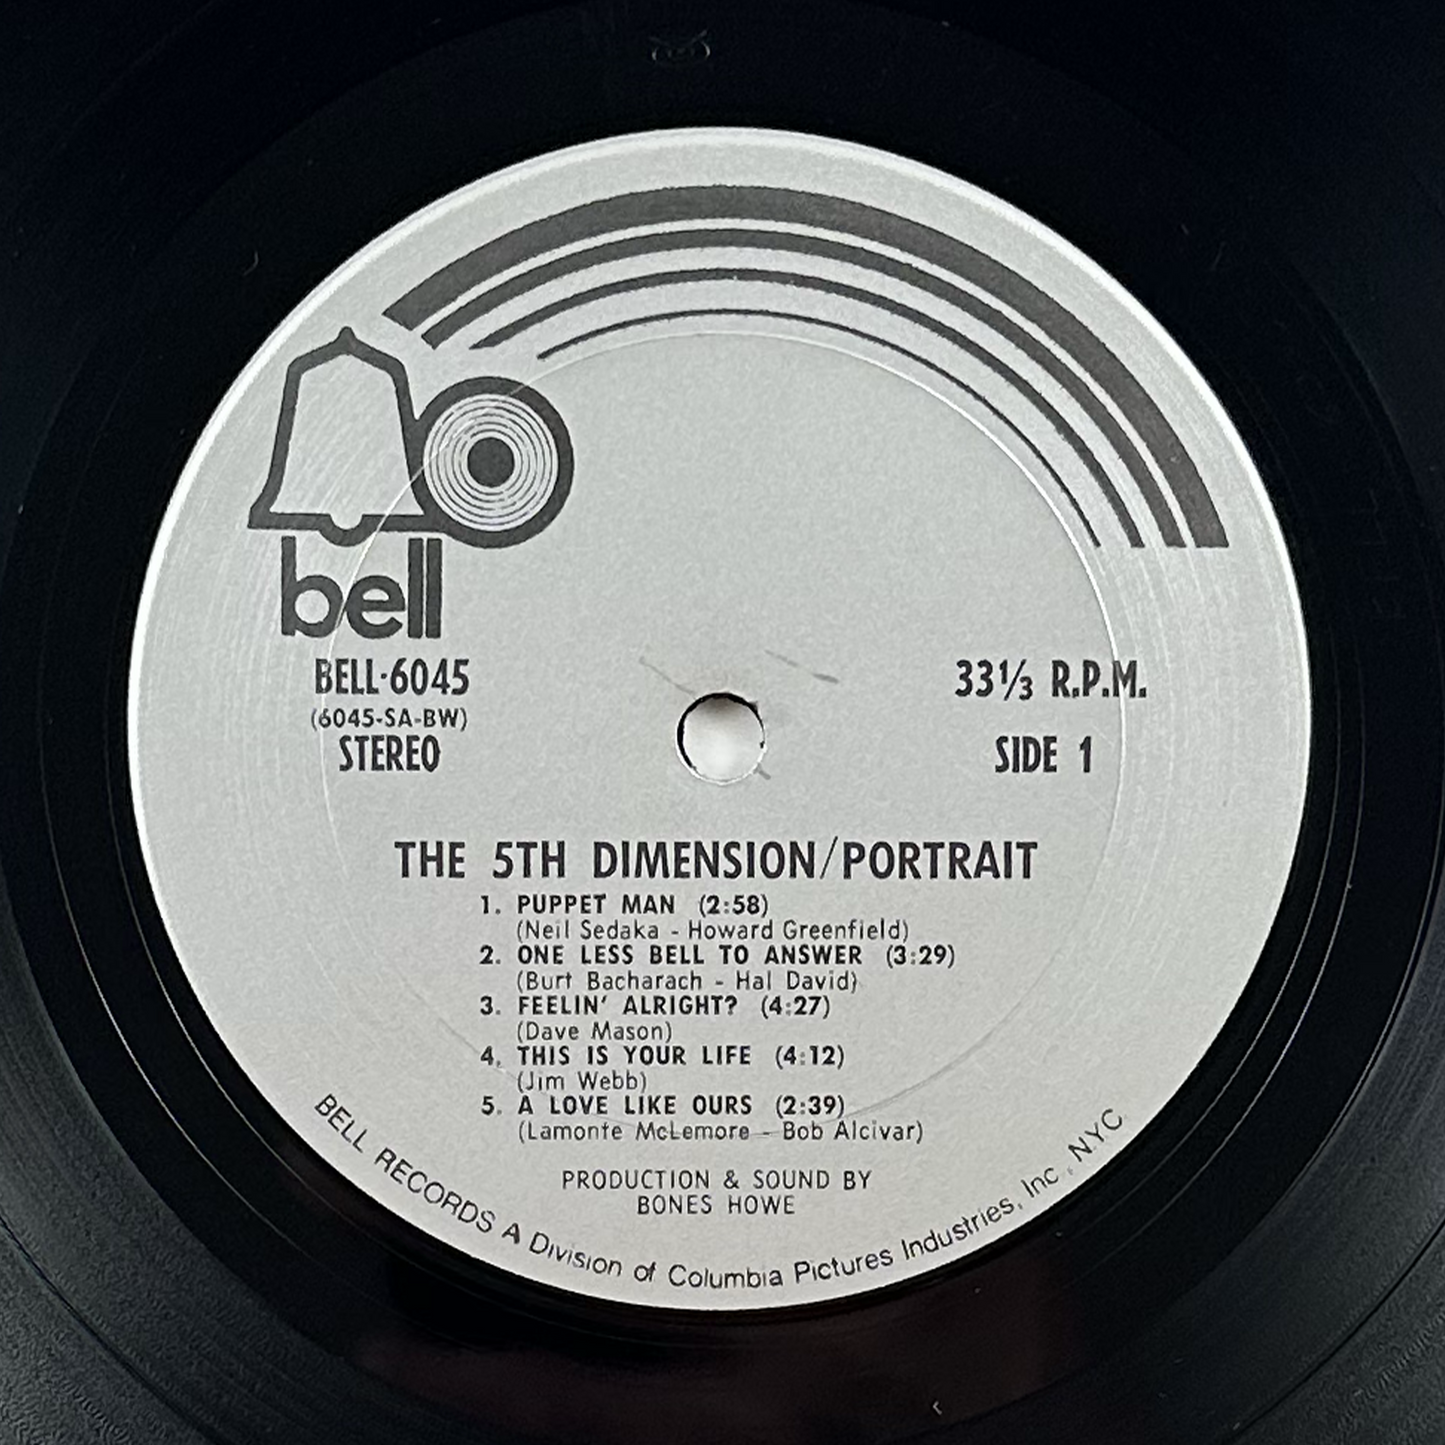 bell
BELL·6045
(6045-SA-BW)
STEREO
33⅓ R.P.M.
SIDE 1
THE 5TH DIMENSION/PORTRAIT
1. PUPPET MAN (2:58)
(Neil Sedaka - Howard Greenfield)
2. ONE LESS BELL TO ANSWER (3:29)
(Burt Bacharach - Hal David)
3. FEELIN' ALRIGHT? (4:27)
(Dave Mason)
4. THIS IS YOUR LIFE (4:12)
(Jim Webb)
5. A LOVE LIKE OURS (2:39)
(Lamonte McLemore - Bob Alcivar)
PRODUCTION & SOUND BY
BONES HOWE
BELL RECORDS A Division of Columbia Pictures Industries, Inc., N.Y.C.